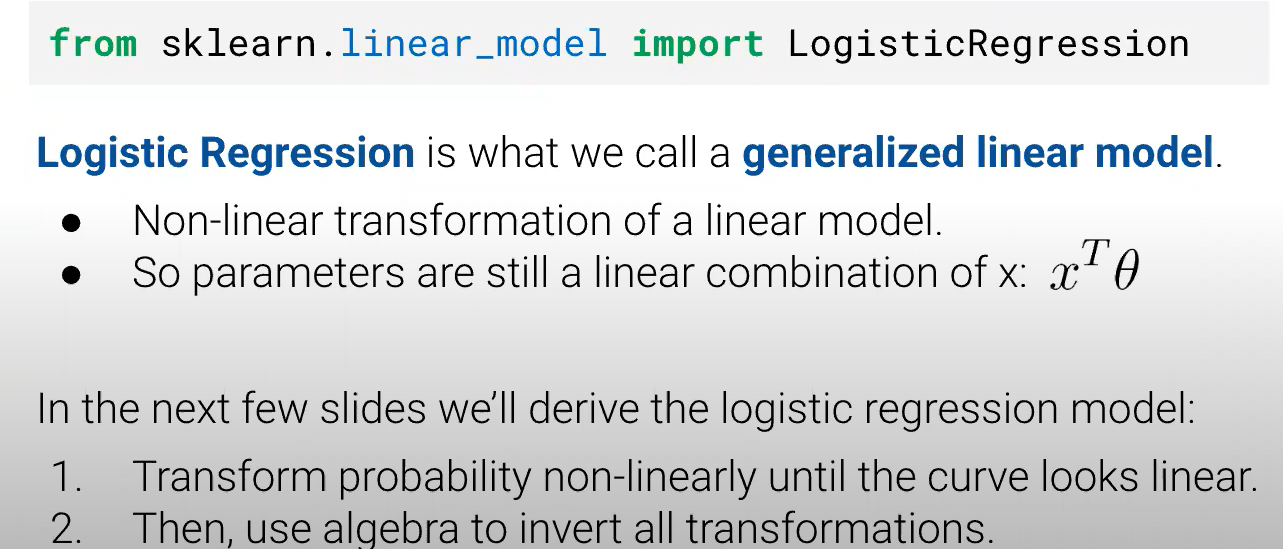 from sklearn.linear_model import LogisticRegression
Logistic Regression is what we call a generalized linear model.
● Non-linear transformation of a linear model.
● So parameters are still a linear combination of x: $x^T\theta$
In the next few slides we’ll derive the logistic regression model:
1. Transform probability non-linearly until the curve looks linear.
2. Then, use algebra to invert all transformations.